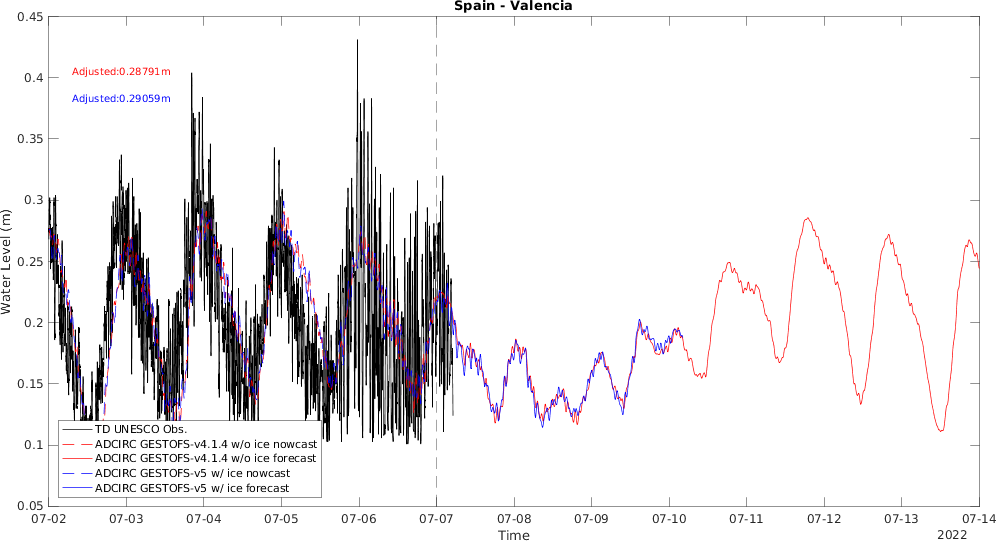 Spain - Valencia
0.45
0.4
0.35
0.3
0.25
0.2
0.15
0.1
0.05
Water Level (m)
Adjusted:0.28791m
Adjusted:0.29059m
TD UNESCO Obs.
ADCIRC GESTOFS-v4.1.4 w/o ice nowcast
ADCIRC GESTOFS-v4.1.4 w/o ice forecast
ADCIRC GESTOFS-v5 w/ ice nowcast
ADCIRC GESTOFS-v5 w/ ice forecast
07-02 07-03 07-04 07-05 07-06 07-07 07-08 07-09 07-10 07-11 07-12 07-13 07-14
Time
2022